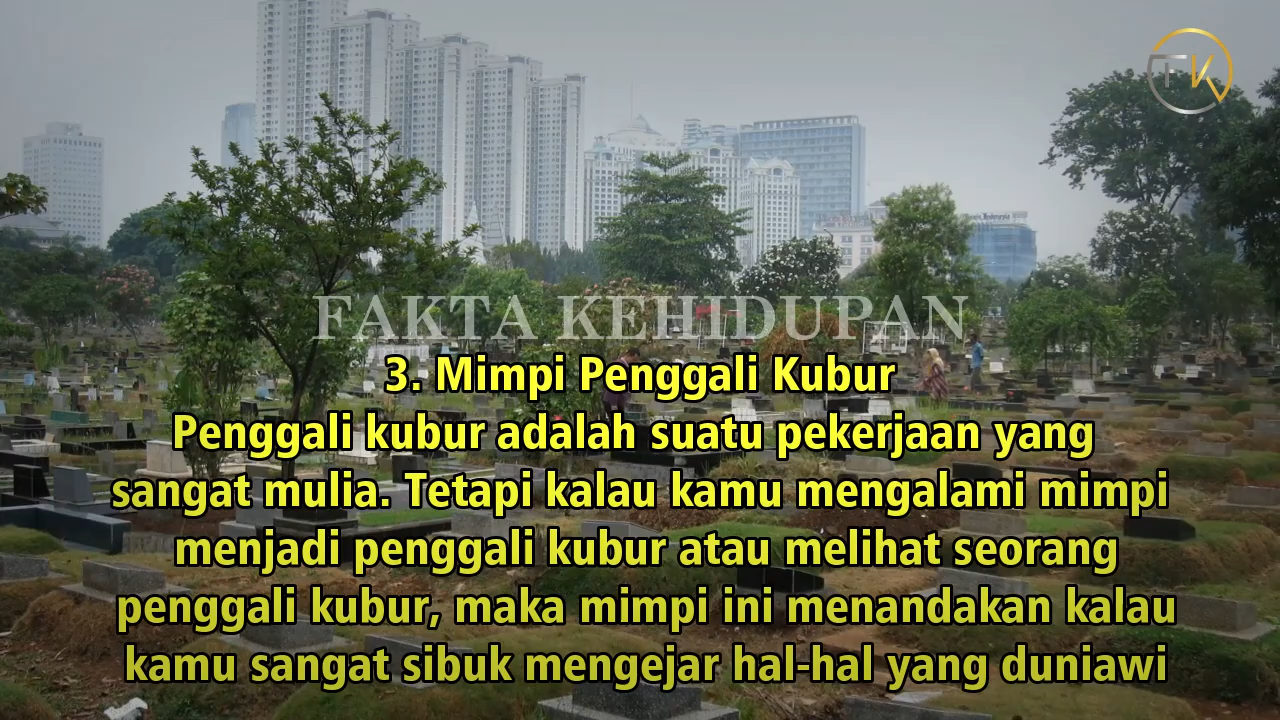 FK
FAKTA KEHIDUPAN
3. Mimpi Penggali Kubur
Penggali kubur adalah suatu pekerjaan yang
sangat mulia. Tetapi kalau kamu mengalami mimpi
menjadi penggali kubur atau melihat seorang
penggali kubur, maka mimpi ini menandakan kalau
kamu sangat sibuk mengejar hal-hal yang duniawi